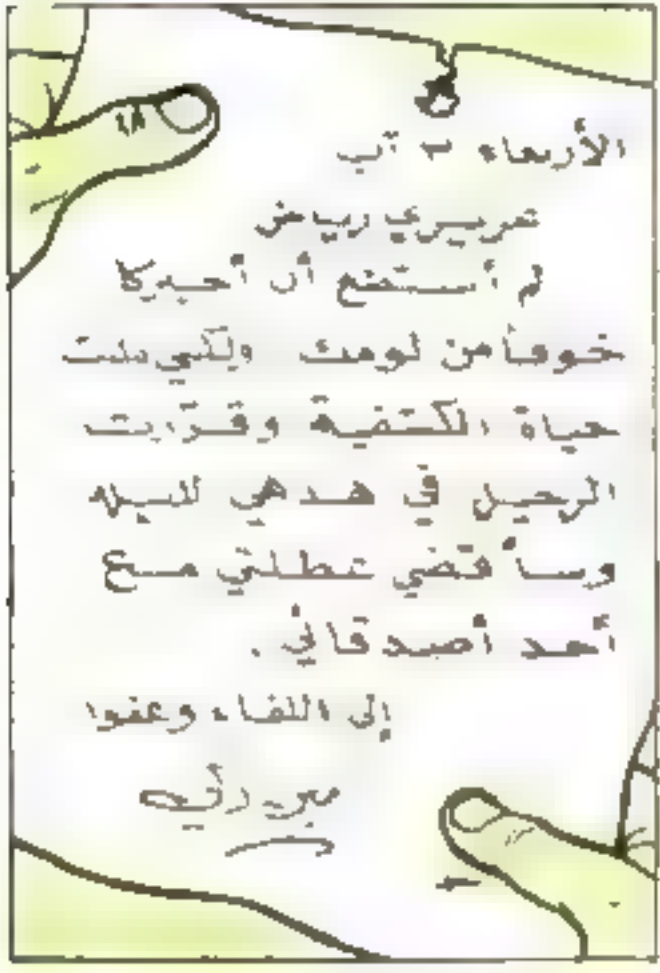 الأربعاء ٣ آب
عزيزي رياض
لم أستطع أن أخبرك
خوفاً من لومك ولكني مللت
حياة الكشفية وقررت
الرحيل في هذه الليلة
وسأقضي عطلتي مع
أحد أصدقائي .
إلى اللقاء وعفوا